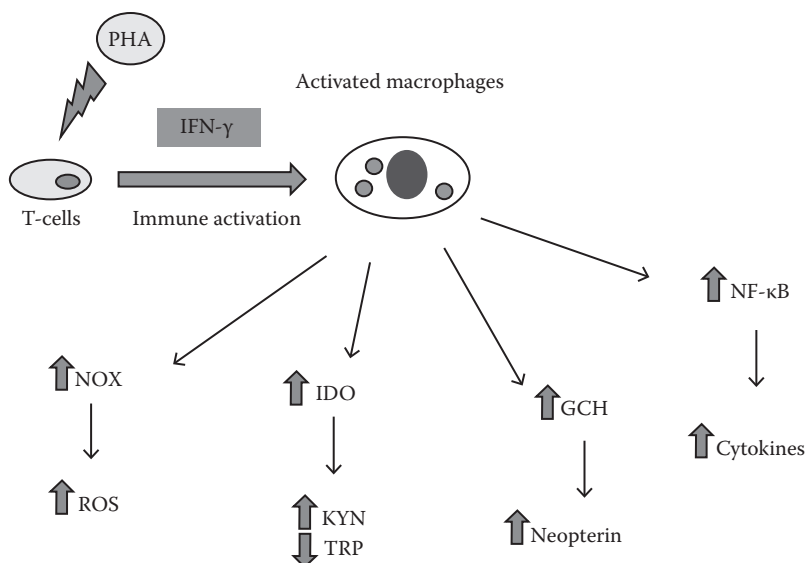 PHA
Activated macrophages
IFN-γ
T-cells
Immune activation
NF-κB
NOX
IDO
GCH
Cytokines
ROS
KYN
TRP
Neopterin